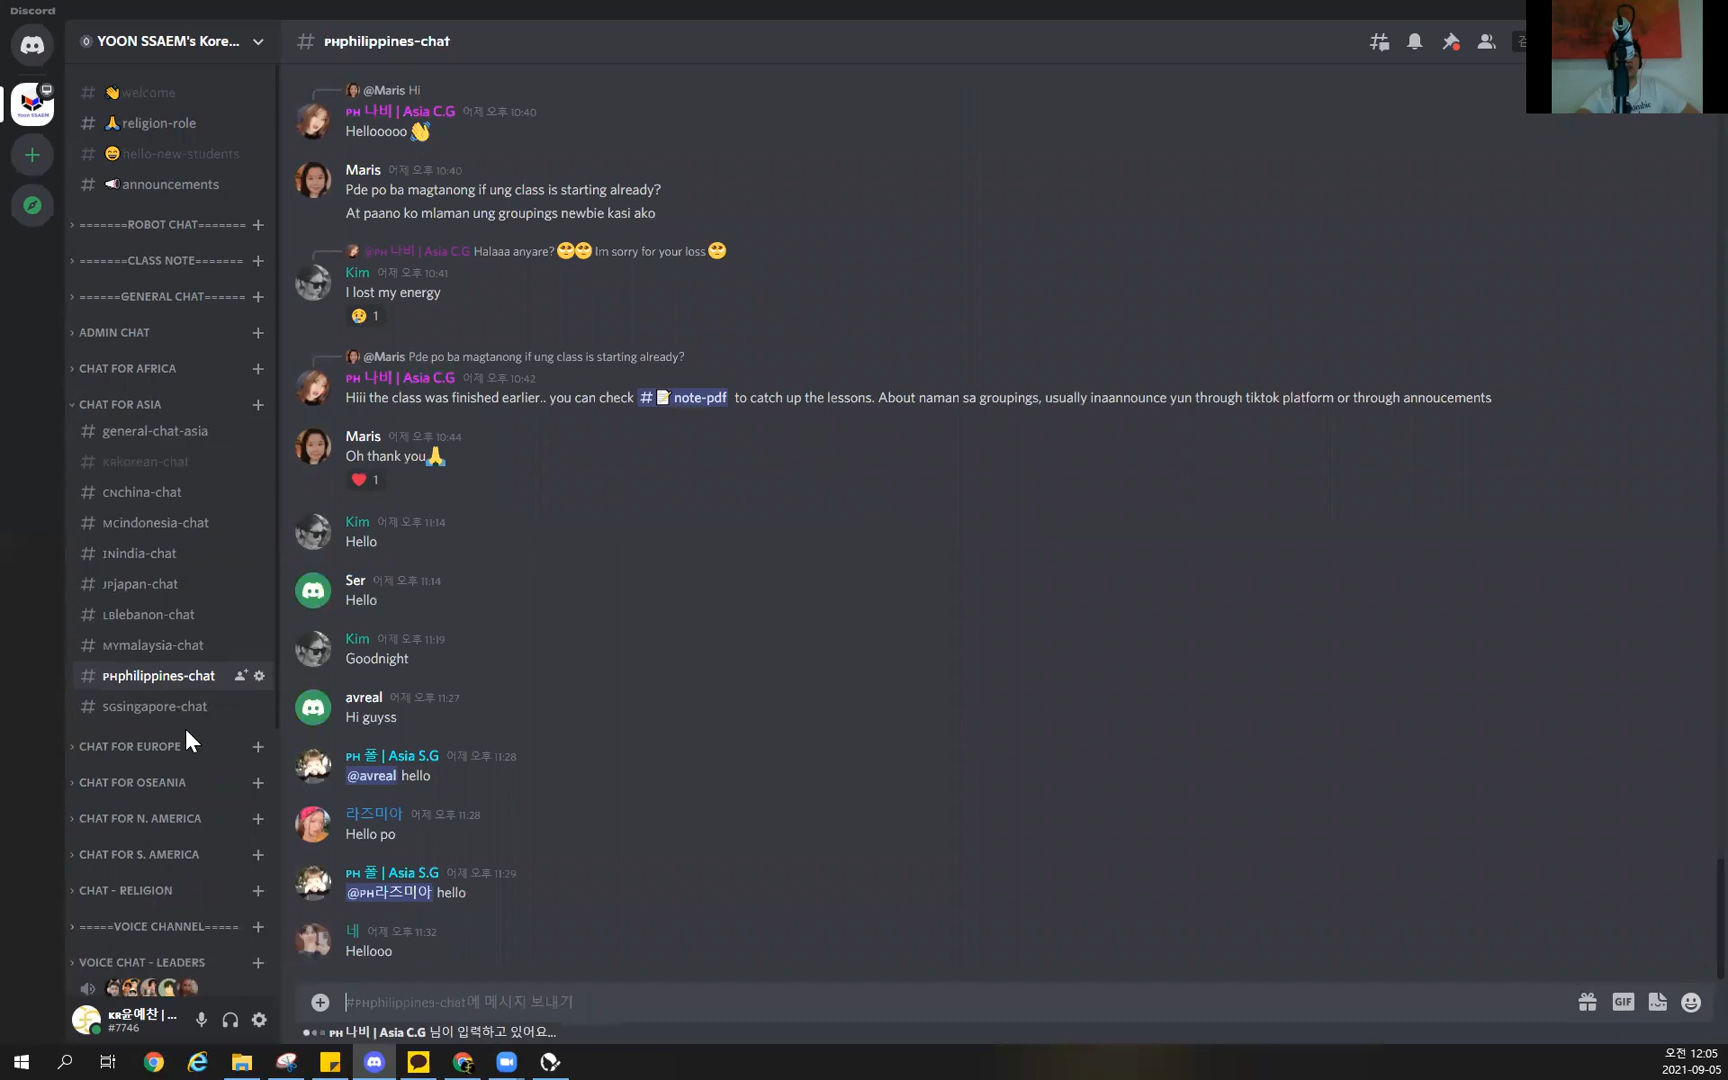 Discord
YOON SSAEM's Kore...
Yoon SSAEM
welcome
religion-role
hello-new-students
announcements
=======ROBOT CHAT=======
=======CLASS NOTE=======
======GENERAL CHAT======
ADMIN CHAT
CHAT FOR AFRICA
CHAT FOR ASIA
general-chat-asia
KRkorean-chat
CNchina-chat
MCindonesia-chat
INindia-chat
JPjapan-chat
LBlebanon-chat
MYmalaysia-chat
PHphilippines-chat
SGsingapore-chat
CHAT FOR EUROPE
CHAT FOR OSEANIA
CHAT FOR N. AMERICA
CHAT FOR S. AMERICA
CHAT - RELIGION
=====VOICE CHANNEL=====
VOICE CHAT - LEADERS
KR윤예찬 | ...
#7746
# PHphilippines-chat
@Maris Hi
PH 나비 | Asia C.G 어제 오후 10:40
Hellooooo
Maris 어제 오후 10:40
Pde po ba magtanong if ung class is starting already?
At paano ko mlaman ung groupings newbie kasi ako
@PH 나비 | Asia C.G Halaaa anyare? Im sorry for your loss
Kim 어제 오후 10:41
I lost my energy
1
@Maris Pde po ba magtanong if ung class is starting already?
PH 나비 | Asia C.G 어제 오후 10:42
Hiii the class was finished earlier.. you can check # note-pdf to catch up the lessons. About naman sa groupings, usually inaannounce yun through tiktok platform or through annoucements
Maris 어제 오후 10:44
Oh thank you
1
Kim 어제 오후 11:14
Hello
Ser 어제 오후 11:14
Hello
Kim 어제 오후 11:19
Goodnight
avreal 어제 오후 11:27
Hi guyss
PH 폴 | Asia S.G 어제 오후 11:28
@avreal hello
라즈미아 어제 오후 11:28
Hello po
PH 폴 | Asia S.G 어제 오후 11:29
@PH라즈미아 hello
네 어제 오후 11:32
Hellooo
#PHphilippines-chat에 메시지 보내기
GIF
PH 나비 | Asia C.G 님이 입력하고 있어요...
오전 12:05
2021-09-05